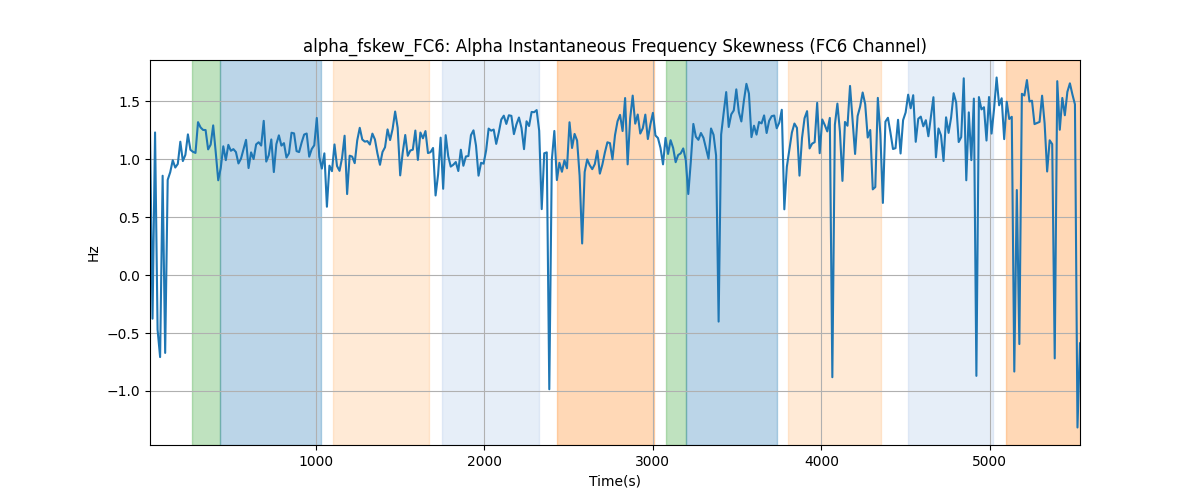 alpha_fskew_FC6: Alpha Instantaneous Frequency Skewness (FC6 Channel)
1.5
1.0
0.5
0.0
−0.5
−1.0
Hz
1000 2000 3000 4000 5000
Time(s)